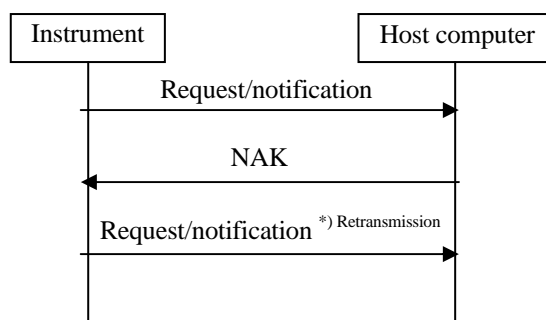 Instrument
Host computer
Request/notification
NAK
Request/notification *) Retransmission